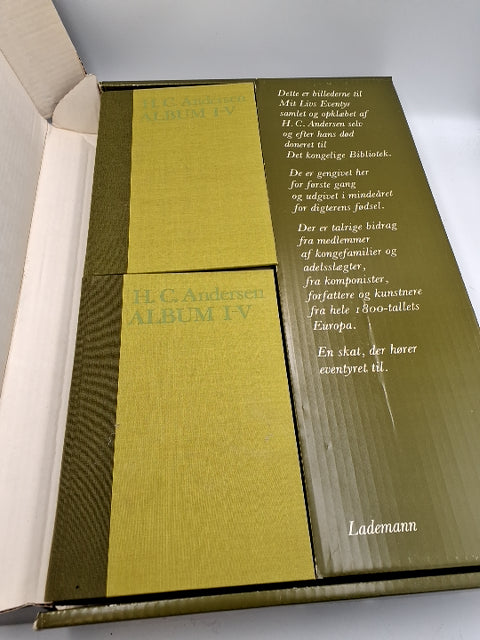 H. C. Andersen
ALBUM I-V
H. C. Andersen
ALBUM I-V
Dette er billederne til
Mit Livs Eventyr
samlet og opklæbet af
H. C. Andersen selv
og efter hans død
doneret til
Det kongelige Bibliotek.
De er gengivet her
for første gang
og udgivet i mindeåret
for digterens fødsel.
Der er talrige bidrag
fra medlemmer
af kongefamilier og
adelsslægter,
fra komponister,
forfattere og kunstnere
fra hele 1800-tallets
Europa.
En skat, der hører
eventyret til.
Lademann